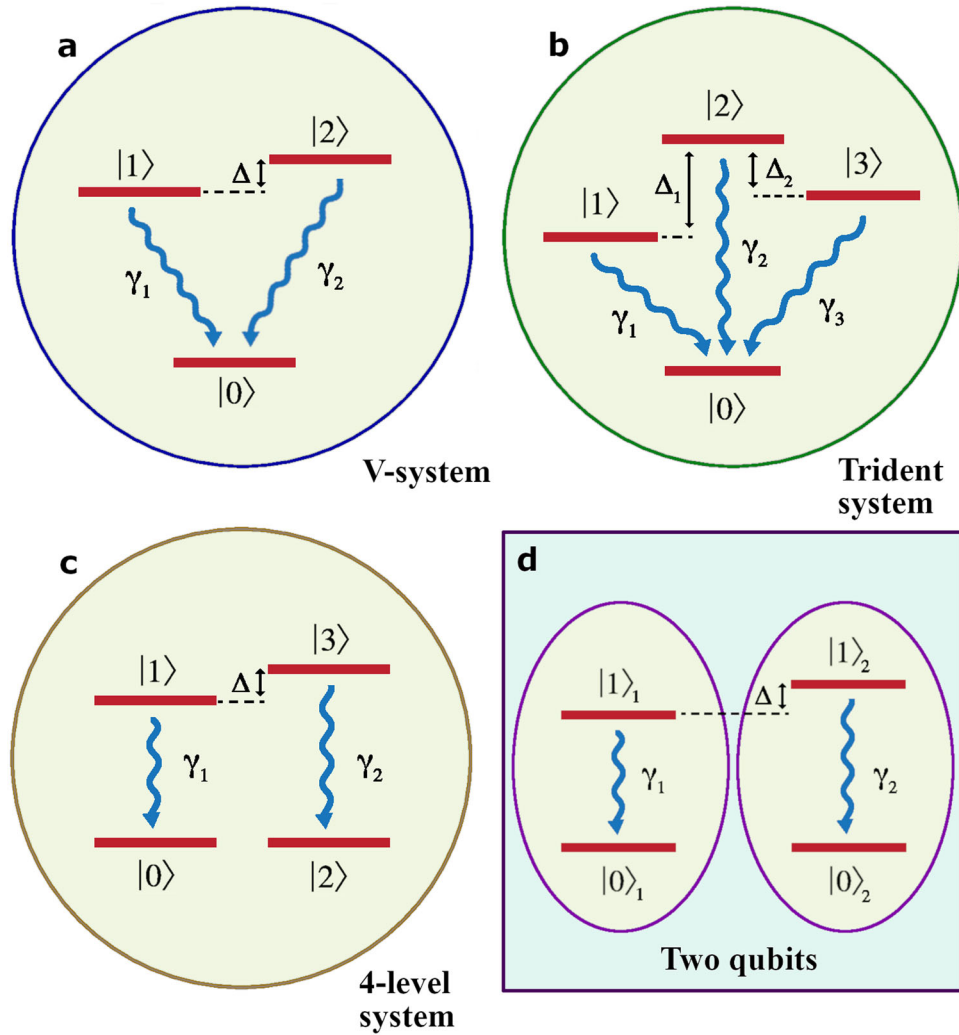 a
|1⟩
|2⟩
Δ
γ₁
γ₂
|0⟩
V-system
b
|2⟩
|1⟩
|3⟩
Δ₁
Δ₂
γ₁
γ₂
γ₃
|0⟩
Trident
system
c
|1⟩
|3⟩
Δ
γ₁
γ₂
|0⟩
|2⟩
4-level
system
d
|1⟩₁
|1⟩₂
Δ
γ₁
γ₂
|0⟩₁
|0⟩₂
Two qubits